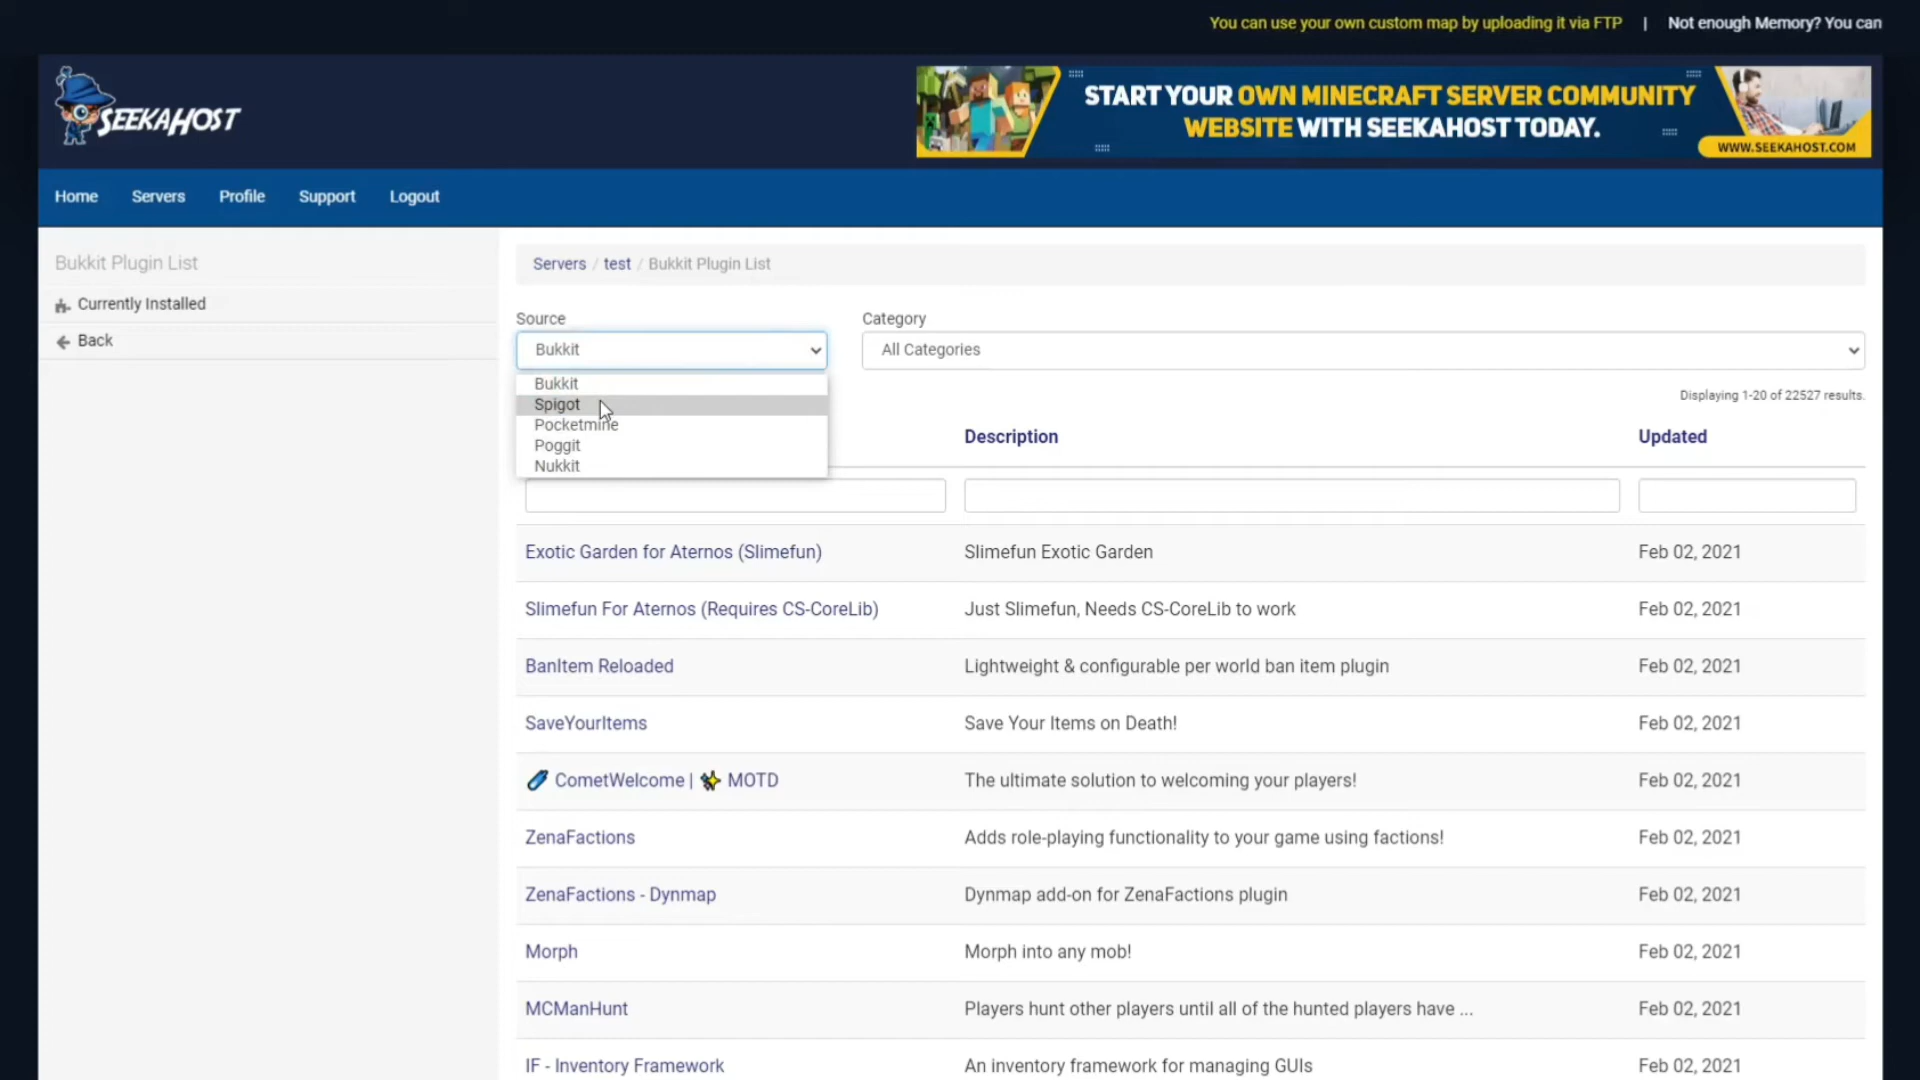 You can use your own custom map by uploading it via FTP | Not enough Memory? You can
SEEKAHOST
START YOUR OWN MINECRAFT SERVER COMMUNITY
WEBSITE WITH SEEKAHOST TODAY.
WWW.SEEKAHOST.COM
Home Servers Profile Support Logout
Bukkit Plugin List
Currently Installed
Back
Servers / test / Bukkit Plugin List
Source Category
Bukkit All Categories
Bukkit
Spigot
Pocketmine
Poggit
Nukkit
Displaying 1-20 of 22527 results.
Description Updated
Exotic Garden for Aternos (Slimefun) Slimefun Exotic Garden Feb 02, 2021
Slimefun For Aternos (Requires CS-CoreLib) Just Slimefun, Needs CS-CoreLib to work Feb 02, 2021
BanItem Reloaded Lightweight & configurable per world ban item plugin Feb 02, 2021
SaveYourItems Save Your Items on Death! Feb 02, 2021
CometWelcome | ✨ MOTD The ultimate solution to welcoming your players! Feb 02, 2021
ZenaFactions Adds role-playing functionality to your game using factions! Feb 02, 2021
ZenaFactions - Dynmap Dynmap add-on for ZenaFactions plugin Feb 02, 2021
Morph Morph into any mob! Feb 02, 2021
MCManHunt Players hunt other players until all of the hunted players have ... Feb 02, 2021
IF - Inventory Framework An inventory framework for managing GUIs Feb 02, 2021